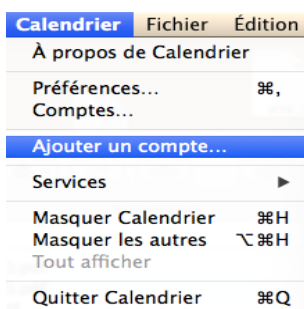 Calendrier Fichier Édition
À propos de Calendrier
Préférences... ⌘,
Comptes...
Ajouter un compte...
Services ▶
Masquer Calendrier ⌘H
Masquer les autres ⌥⌘H
Tout afficher
Quitter Calendrier ⌘Q